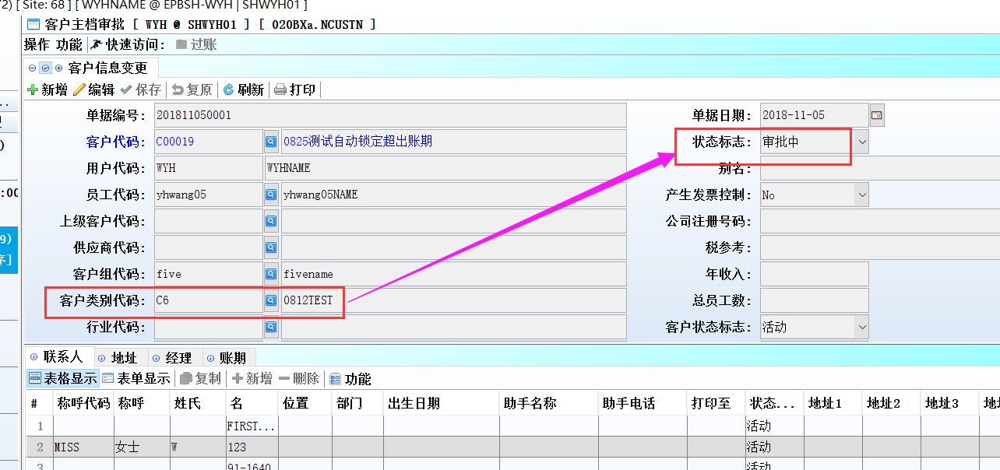 /2) [ Site: 68 ] [ WYHNAME @ EPBSH-WYH | SHWYH01 ]
客户主档审批 [ WYH @ SHWYH01 ] [ 020BXa.NCUSTN ]
操作 功能 快速访问: 过账
客户信息变更
新增 编辑 保存 复原 刷新 打印
单据编号: 201811050001 单据日期: 2018-11-05
客户代码: C00019 0825测试自动锁定超出账期 状态标志: 审批中
用户代码: WYH WYHNAME 别名:
员工代码: yhwang05 yhwang05NAME 产生发票控制: No
上级客户代码: 公司注册号码:
供应商代码: 税参考:
客户组代码: five fivename 年收入:
客户类别代码: C6 0812TEST 总员工数:
行业代码: 客户状态标志: 活动
:00
9)
序]
联系人 地址 经理 账期
表格显示 表单显示 复制 新增 删除 功能
# 称呼代码 称呼 姓氏 名 位置 部门 出生日期 助手名称 助手电话 打印至 状态... 地址1 地址2 地址3 地址
1 FIRST... 活动
2 MISS 女士 W 123 活动
3 91-1640 活动